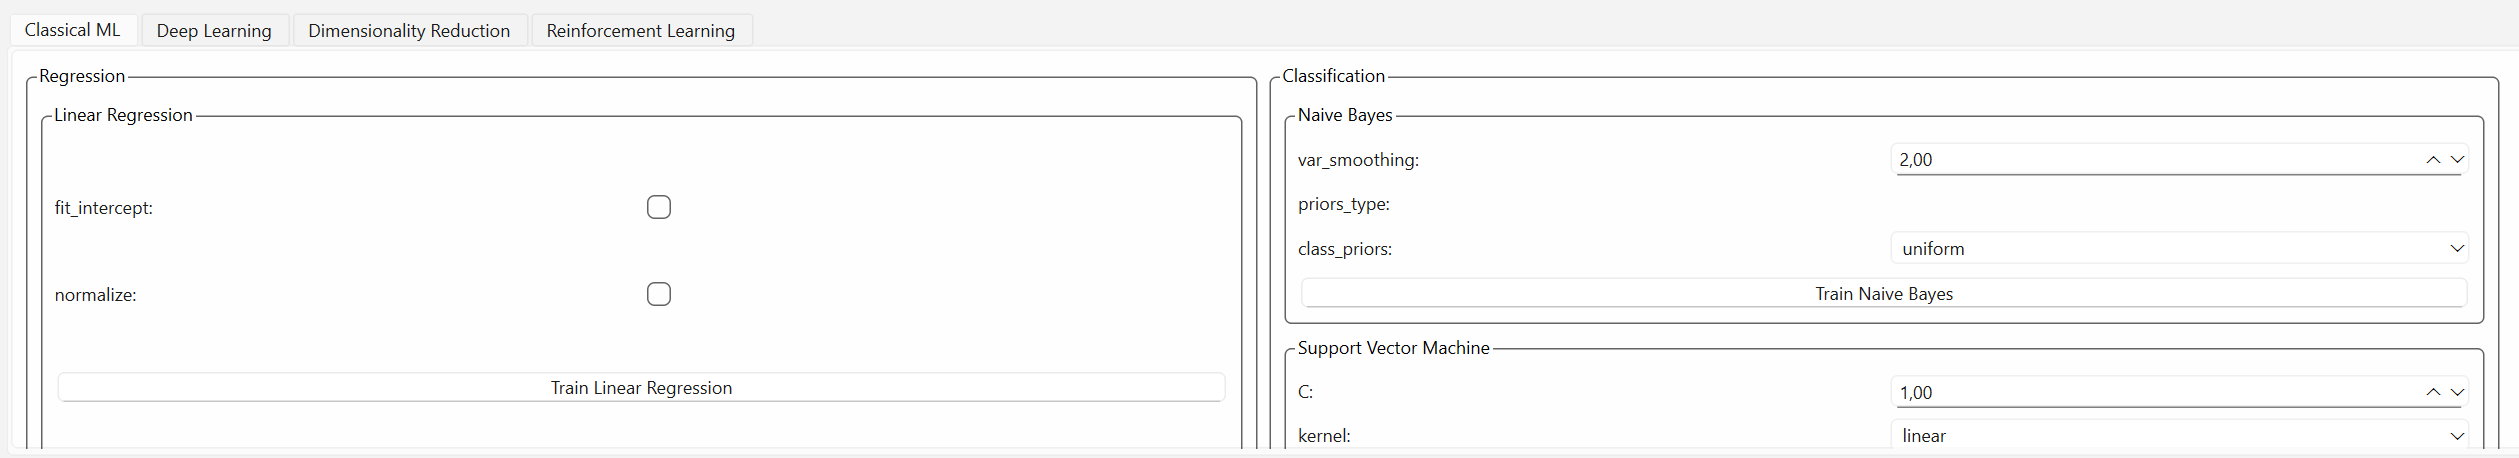 Classical ML
Deep Learning
Dimensionality Reduction
Reinforcement Learning
Regression
Linear Regression
fit_intercept:
normalize:
Train Linear Regression
Classification
Naive Bayes
var_smoothing:
2,00
priors_type:
class_priors:
uniform
Train Naive Bayes
Support Vector Machine
C:
1,00
kernel:
linear